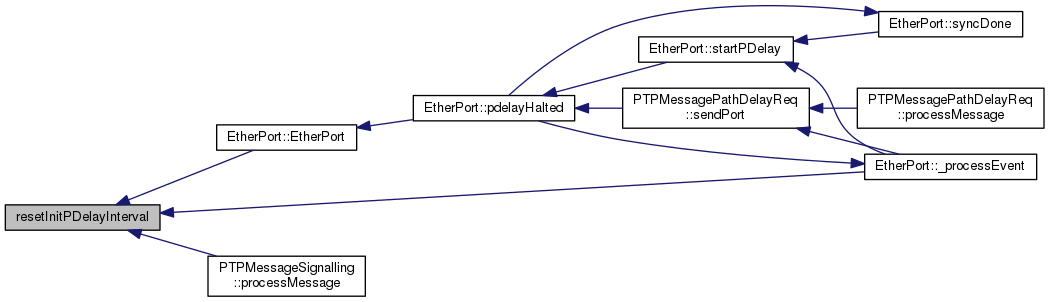 EtherPort::syncDone
EtherPort::startPDelay
EtherPort::pdelayHalted
PTPMessagePathDelayReq
::sendPort
PTPMessagePathDelayReq
::processMessage
EtherPort::EtherPort
EtherPort::_processEvent
resetInitPDelayInterval
PTPMessageSignalling
::processMessage